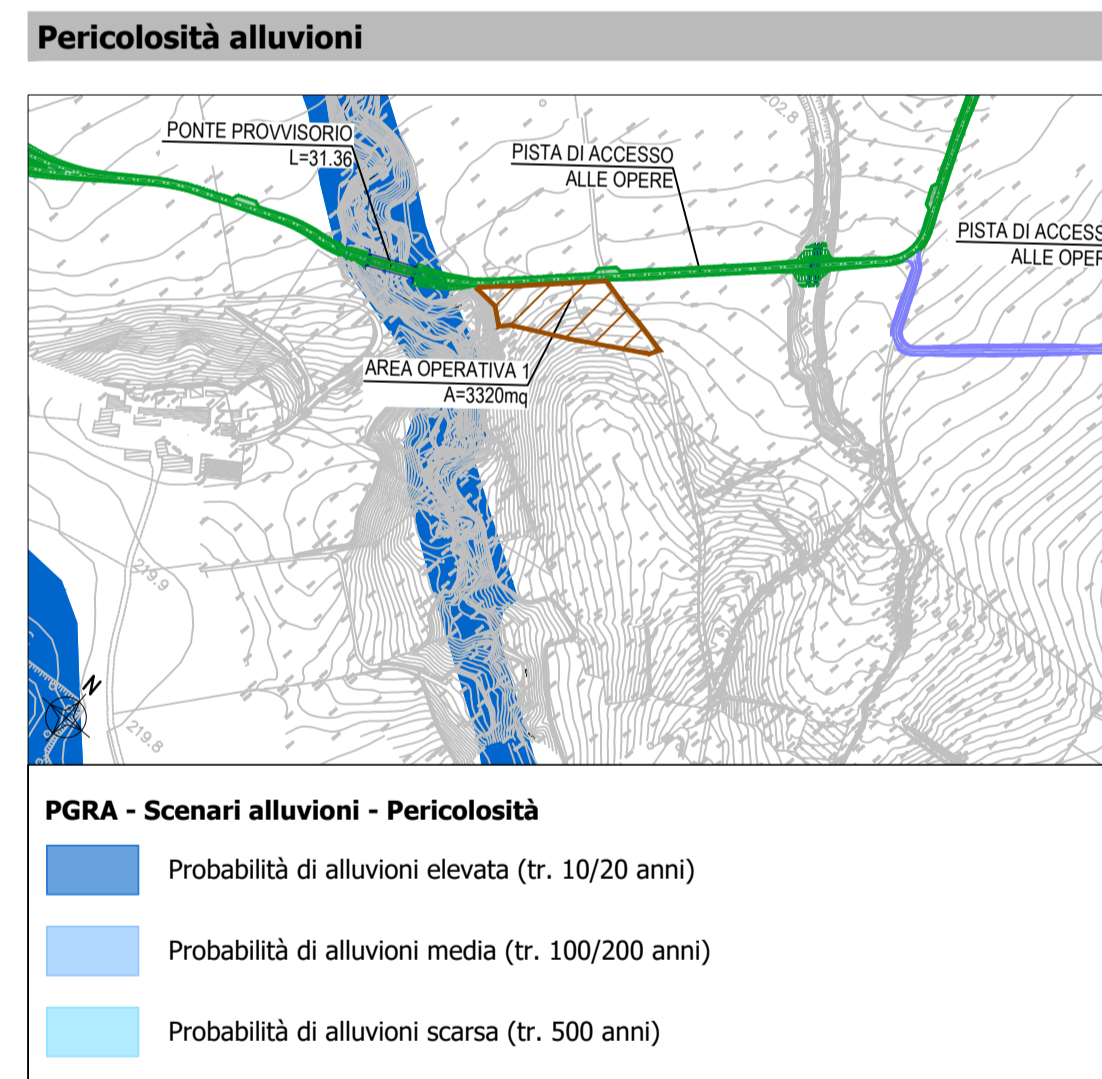 Pericolosità alluvioni
202.8
PONTE PROVVISORIO
L=31.36
PISTA DI ACCESSO
ALLE OPERE
PISTA DI ACCESS
ALLE OPER
AREA OPERATIVA 1
A=3320mq
219.9
N
219.8
PGRA - Scenari alluvioni - Pericolosità
Probabilità di alluvioni elevata (tr. 10/20 anni)
Probabilità di alluvioni media (tr. 100/200 anni)
Probabilità di alluvioni scarsa (tr. 500 anni)